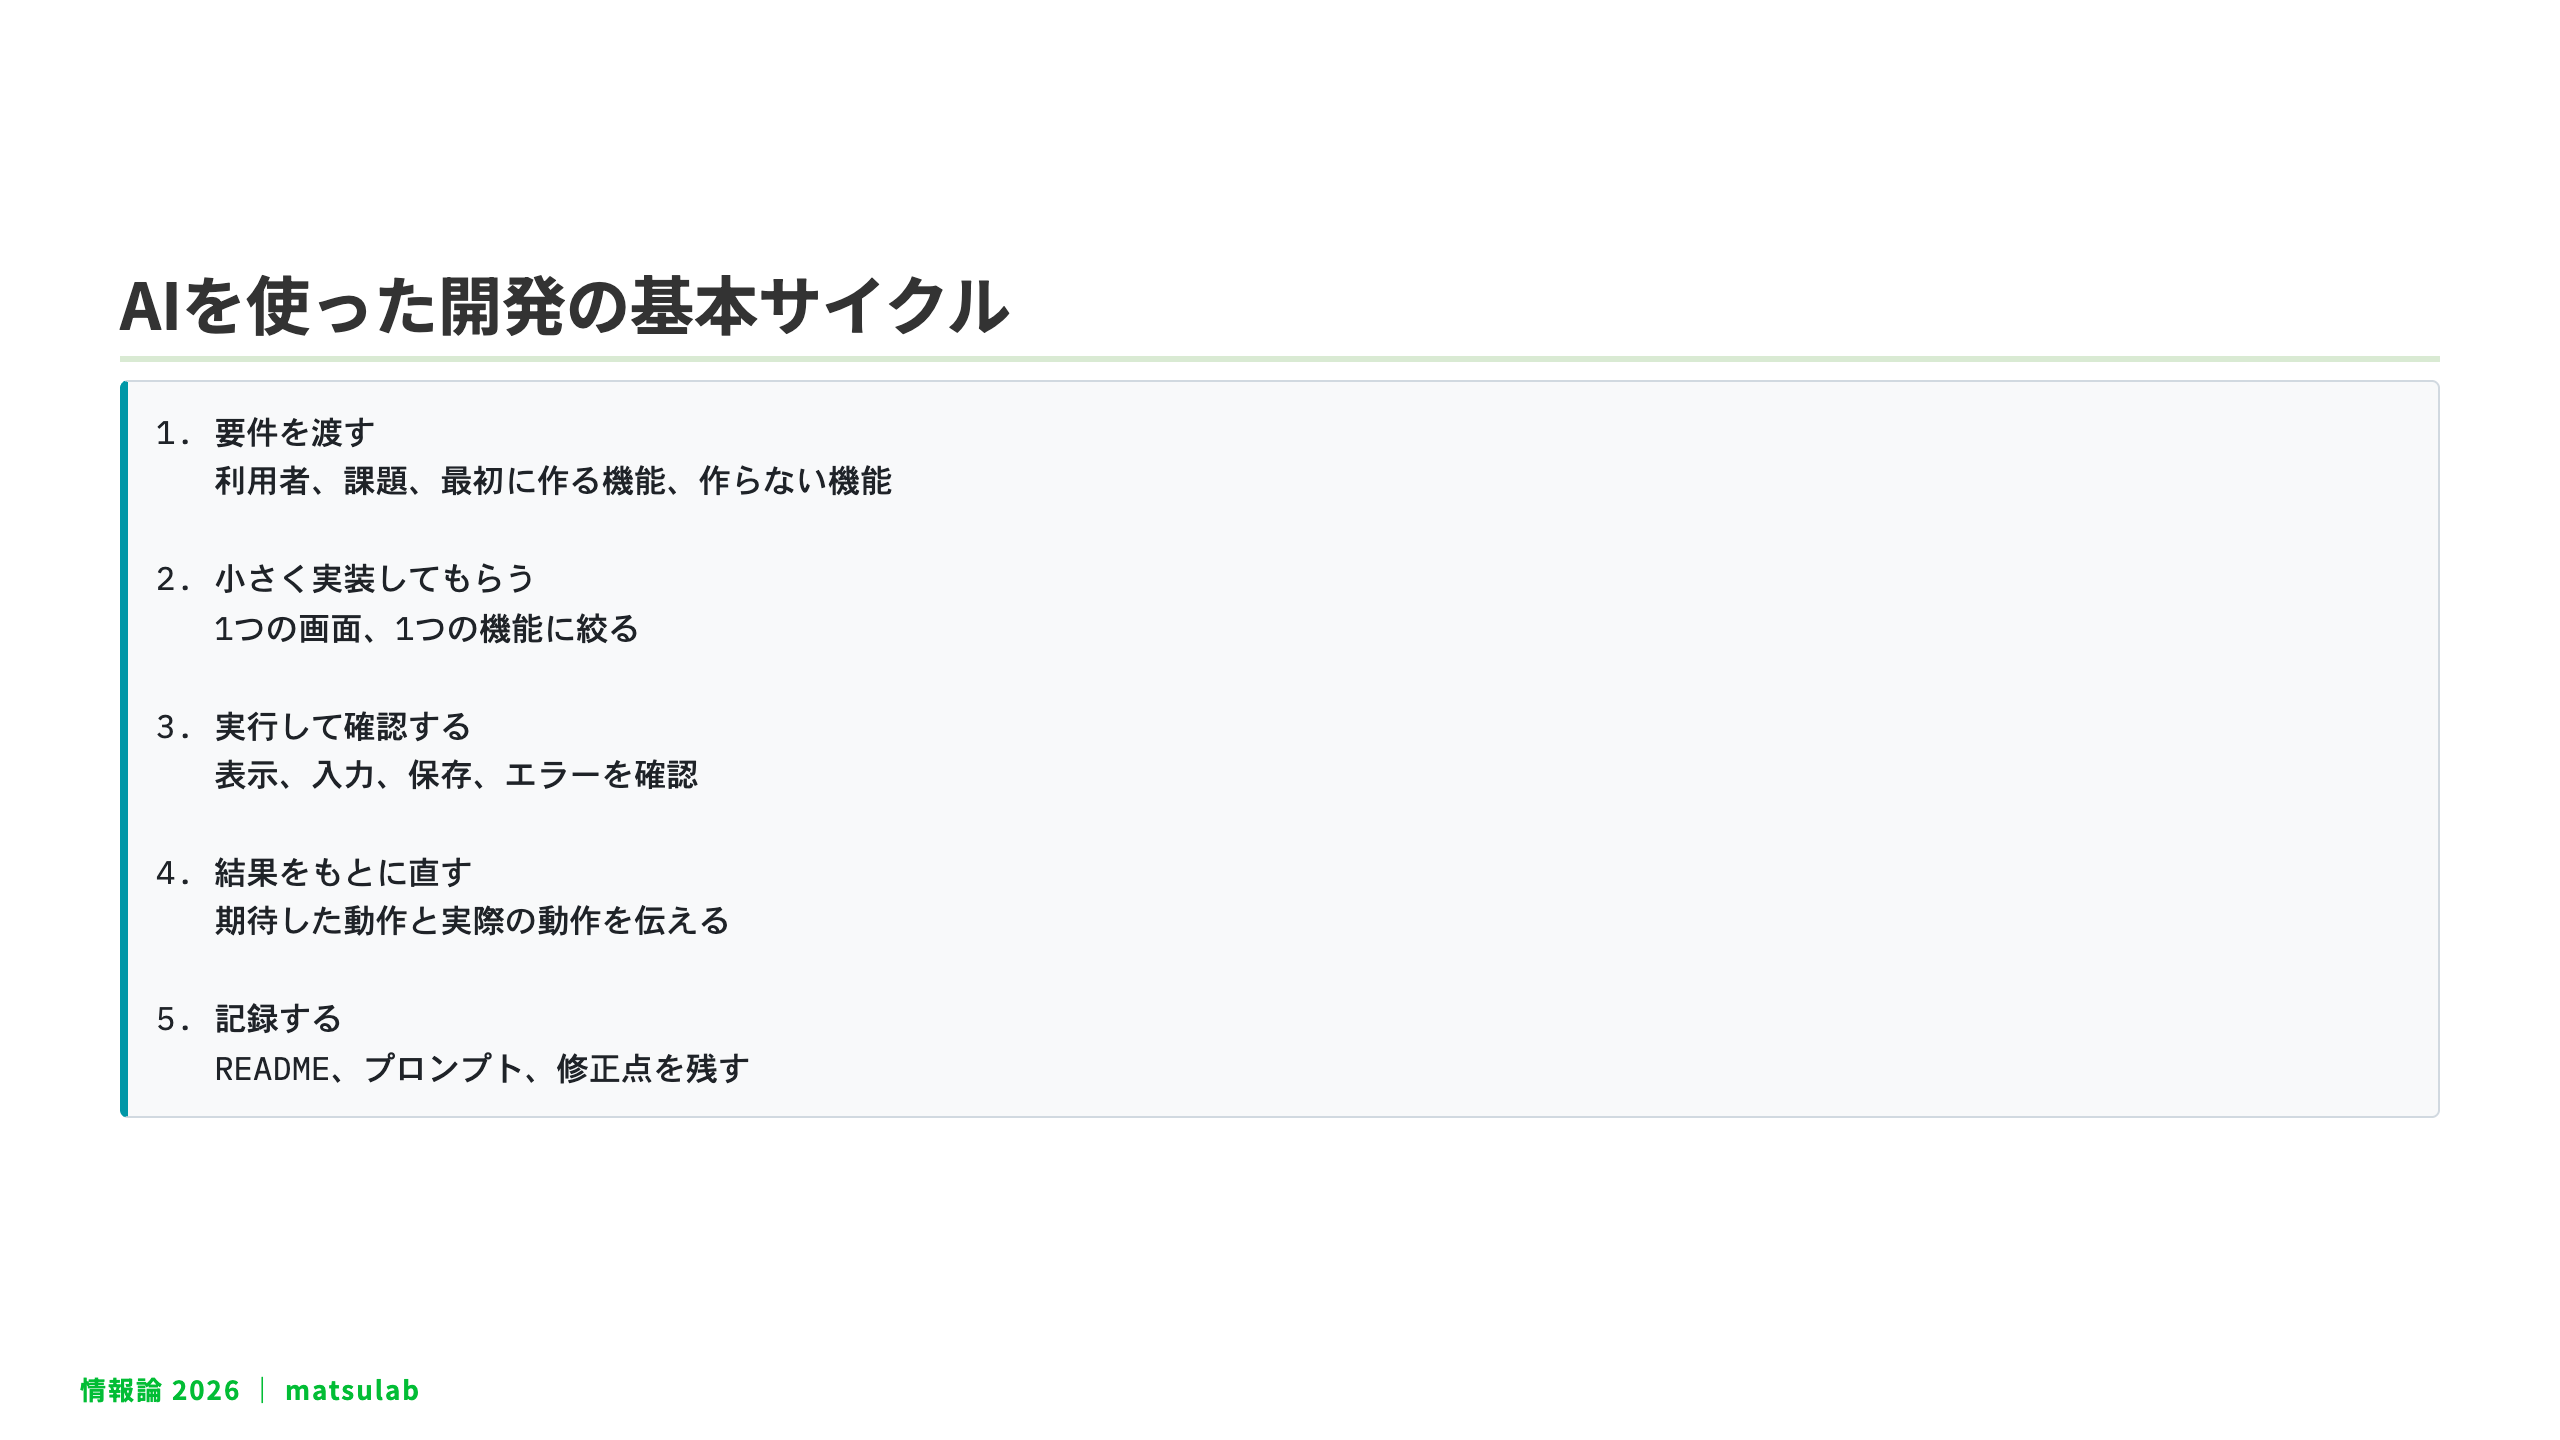 AIを使った開発の基本サイクル
1. 要件を渡す
利用者、課題、最初に作る機能、作らない機能
2. 小さく実装してもらう
1つの画面、1つの機能に絞る
3. 実行して確認する
表示、入力、保存、エラーを確認
4. 結果をもとに直す
期待した動作と実際の動作を伝える
5. 記録する
README、プロンプト、修正点を残す
情報論 2026 ｜ matsulab